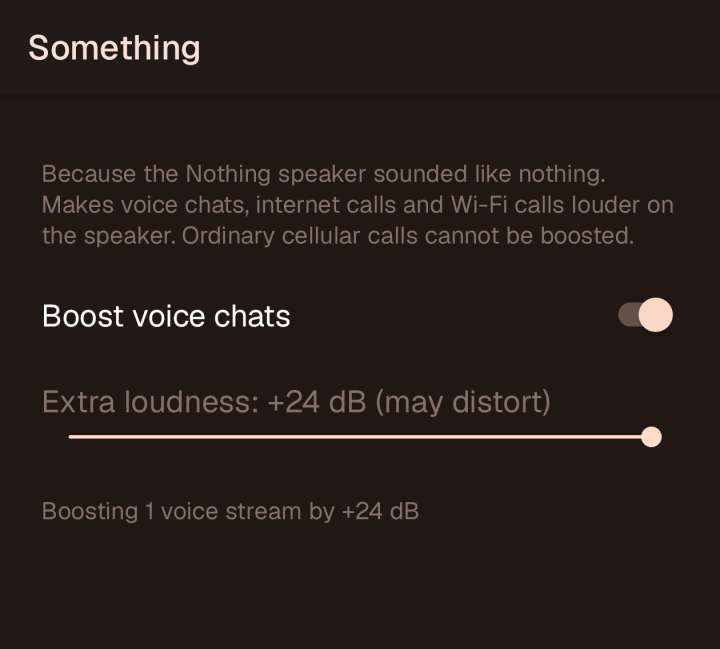 Something
Because the Nothing speaker sounded like nothing.
Makes voice chats, internet calls and Wi-Fi calls louder on
the speaker. Ordinary cellular calls cannot be boosted.
Boost voice chats
Extra loudness: +24 dB (may distort)
Boosting 1 voice stream by +24 dB